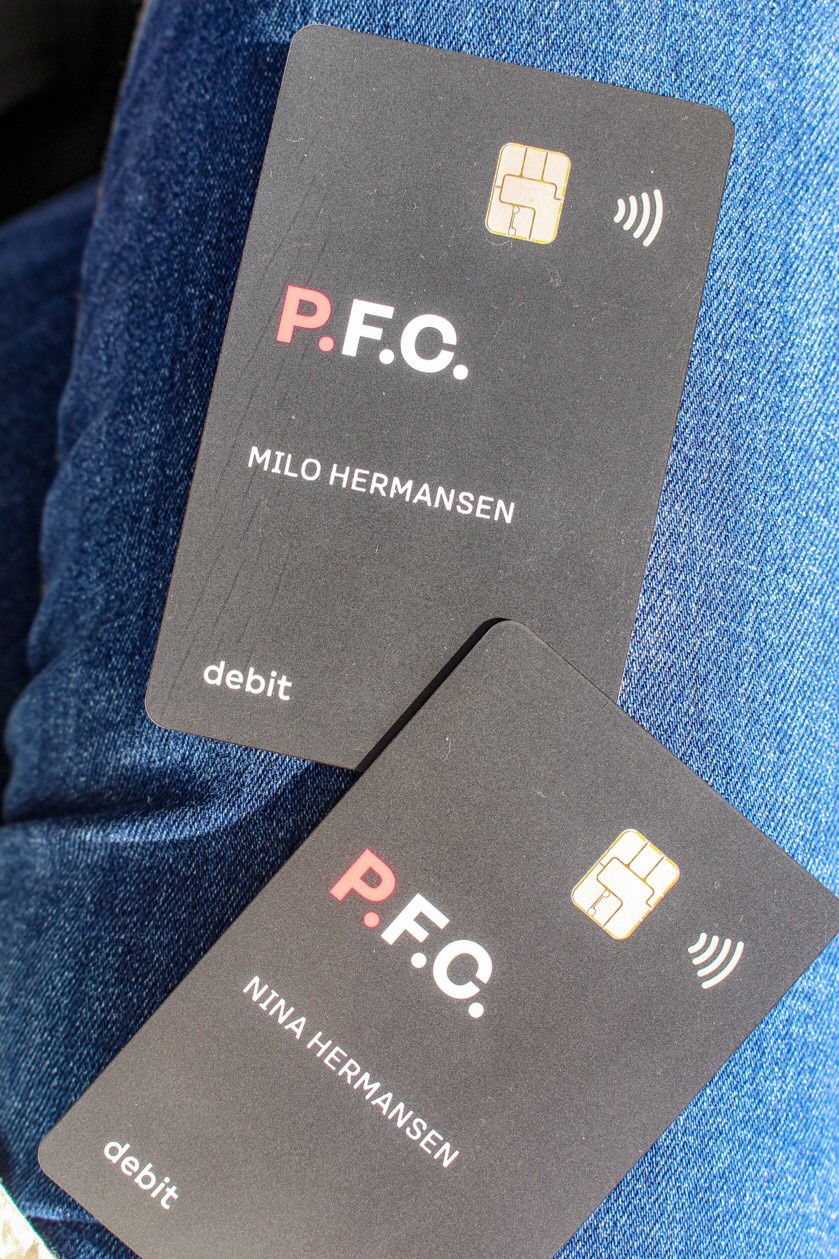 P.F.C.
MILO HERMANSEN
debit
P.F.C.
NINA HERMANSEN
debit